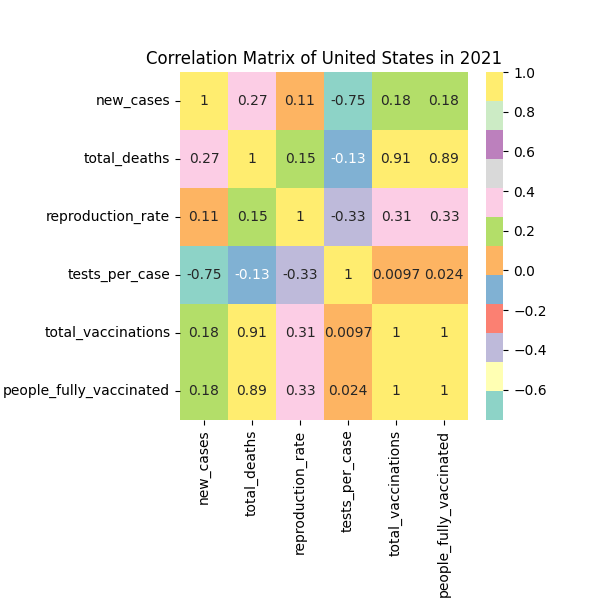 Correlation Matrix of United States in 2021
new_cases 1 0.27 0.11 -0.75 0.18 0.18
total_deaths 0.27 1 0.15 -0.13 0.91 0.89
reproduction_rate 0.11 0.15 1 -0.33 0.31 0.33
tests_per_case -0.75 -0.13 -0.33 1 0.0097 0.024
total_vaccinations 0.18 0.91 0.31 0.0097 1 1
people_fully_vaccinated 0.18 0.89 0.33 0.024 1 1
new_cases
total_deaths
reproduction_rate
tests_per_case
total_vaccinations
people_fully_vaccinated
1.0
0.8
0.6
0.4
0.2
0.0
−0.2
−0.4
−0.6